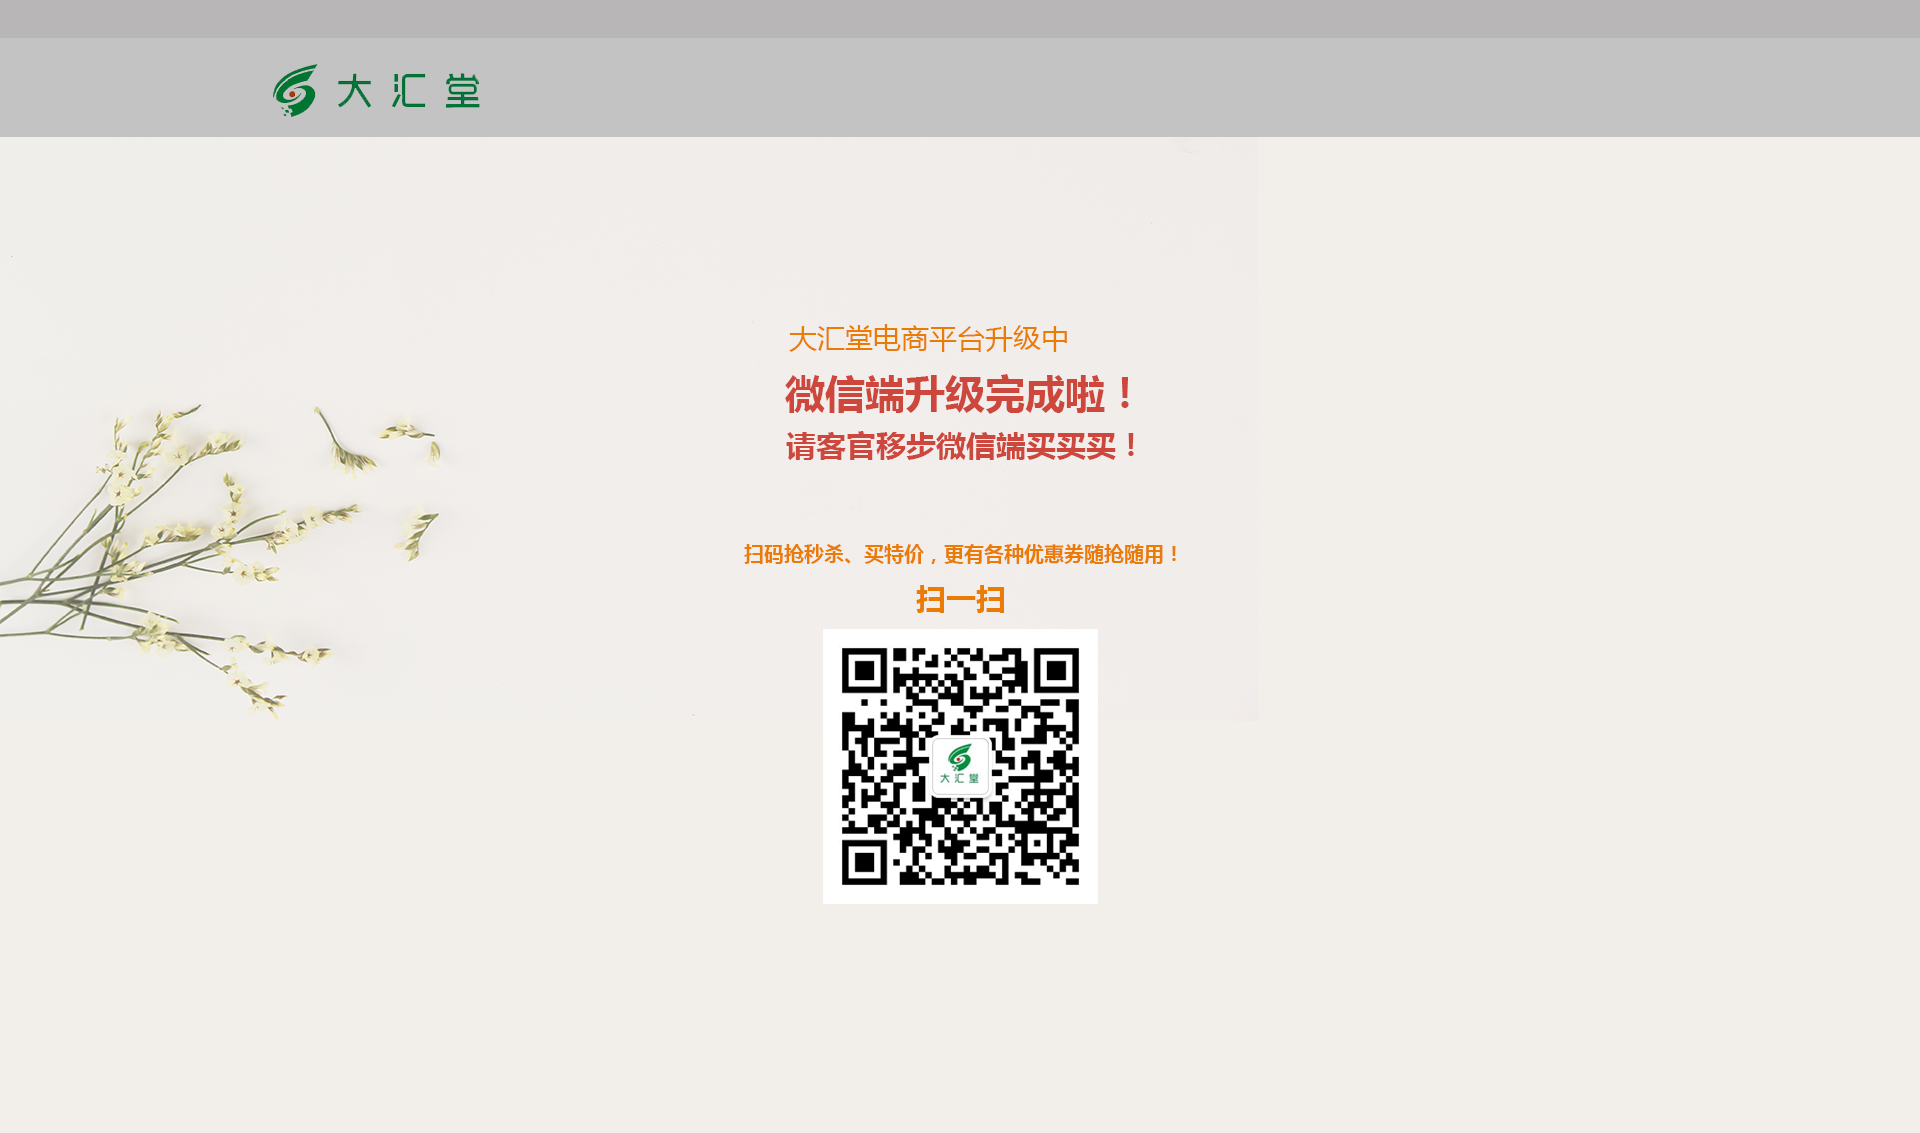 大汇堂
大汇堂电商平台升级中
微信端升级完成啦！
请客官移步微信端买买买！
扫码抢秒杀、买特价，更有各种优惠券随抢随用！
扫一扫
大汇堂